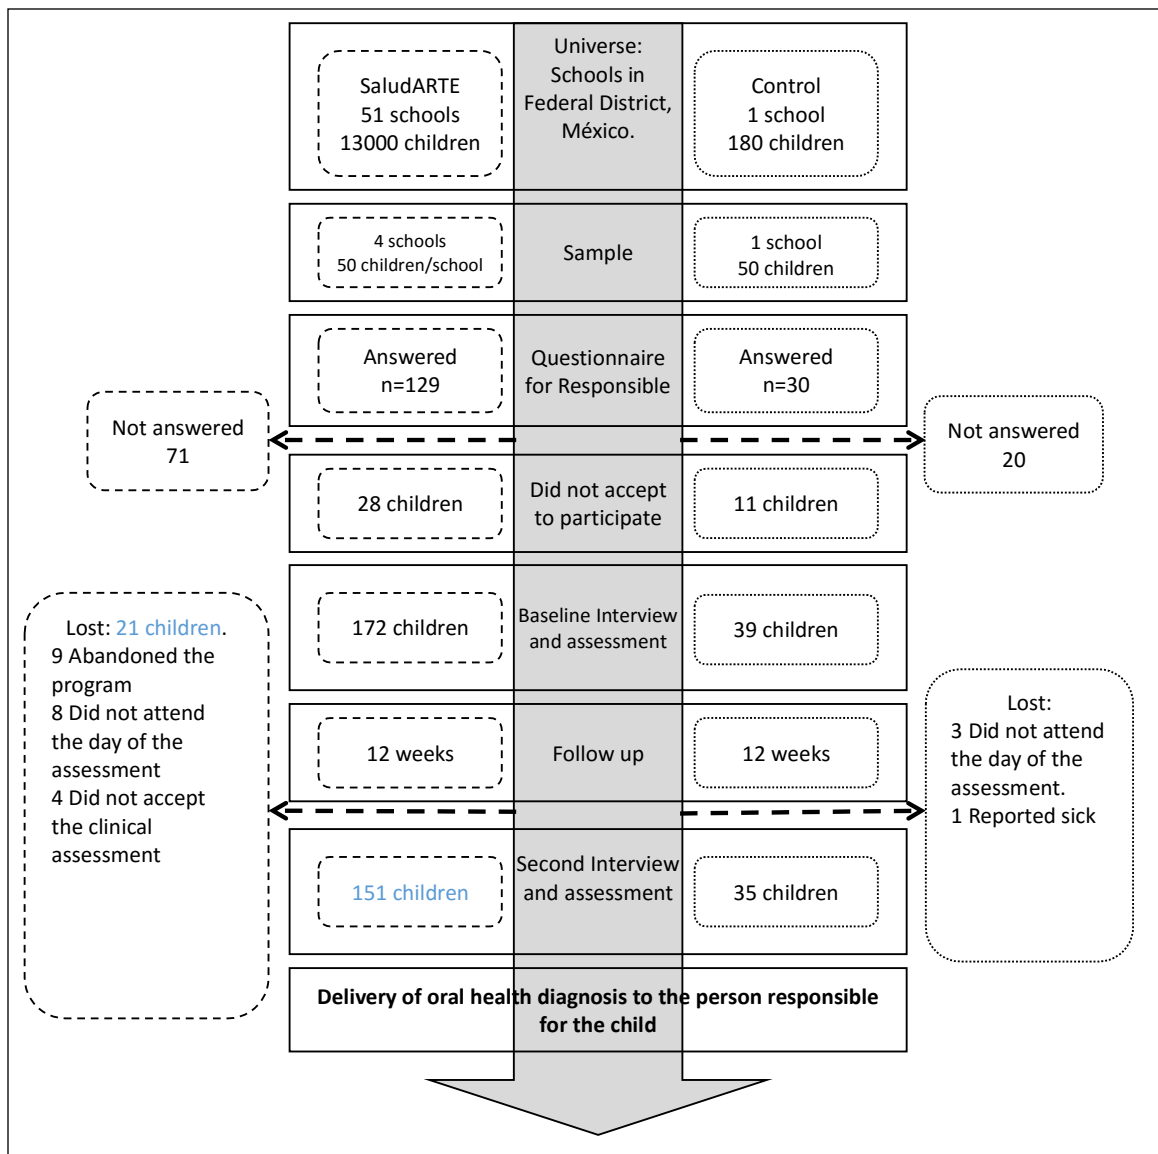 SaludARTE
51 schools
13000 children
Universe:
Schools in
Federal District,
México.
Control
1 school
180 children
4 schools
50 children/school
Sample
1 school
50 children
Answered
n=129
Questionnaire
for Responsible
Answered
n=30
Not answered
71
Not answered
20
28 children
Did not accept
to participate
11 children
172 children
Baseline Interview
and assessment
39 children
Lost: 21 children.
9 Abandoned the
program
8 Did not attend
the day of the
assessment
4 Did not accept
the clinical
assessment
12 weeks
Follow up
12 weeks
Lost:
3 Did not attend
the day of the
assessment.
1 Reported sick
151 children
Second Interview
and assessment
35 children
Delivery of oral health diagnosis to the person responsible
for the child